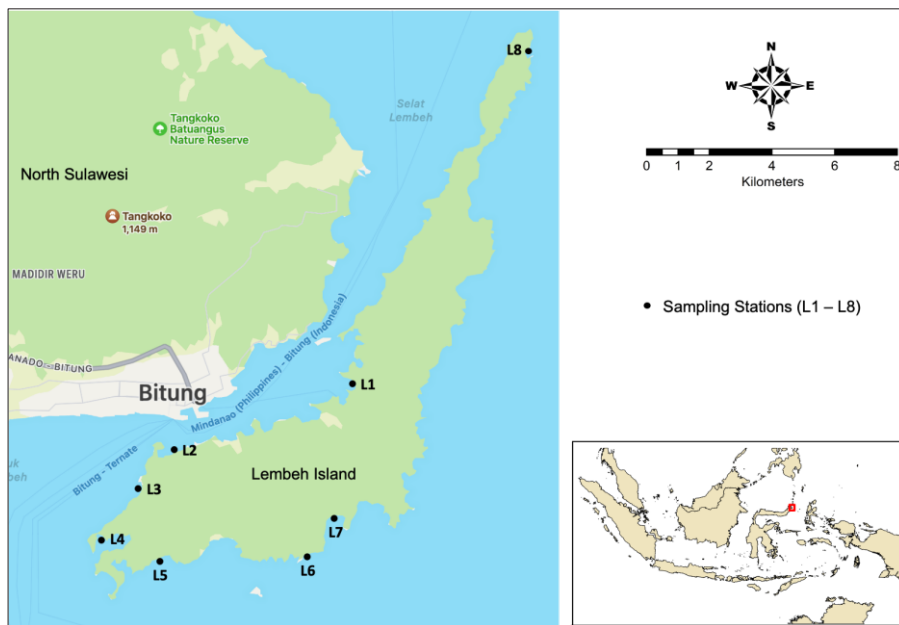 L8
Selat
Lembeh
Tangkoko
Batuangus
Nature Reserve
North Sulawesi
Tangkoko
1,149 m
MADIDIR WERU
ANADO.. BITUNG
Bitung
Mindanao (Philippines) - Bitung (Indonesia)
L1
L2
Bitung - Ternate
L3
Lembeh Island
L7
L4
L5
L6
uk
beh
N
W
E
S
0 1 2 4 6 8
Kilometers
Sampling Stations (L1 – L8)